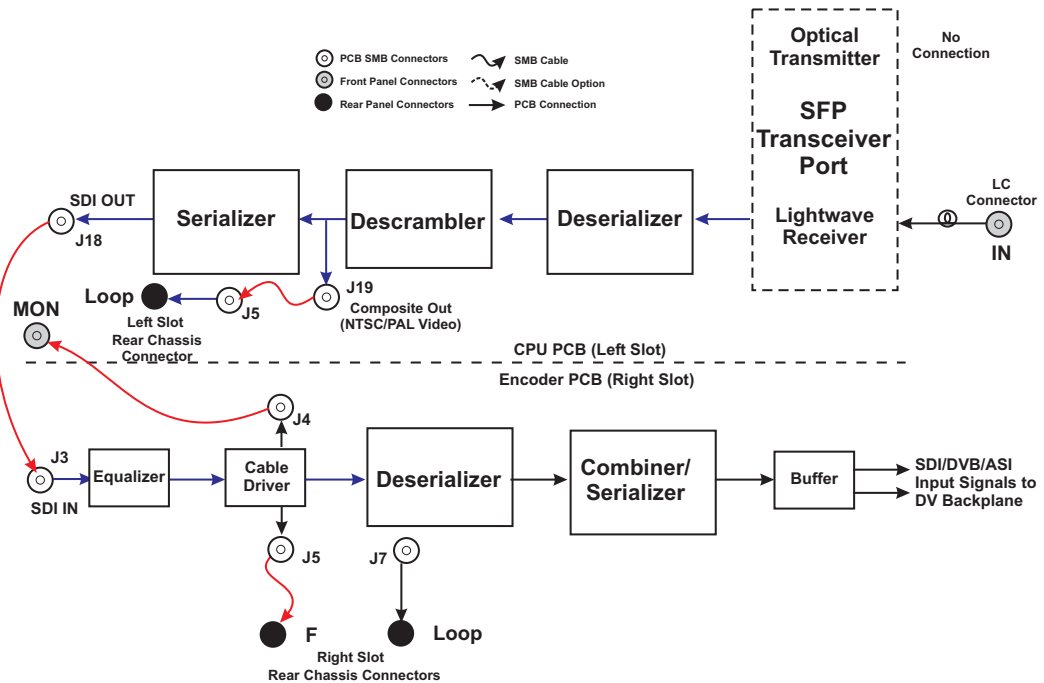 Optical
Transmitter
No
Connection
PCB SMB Connectors
SMB Cable
Front Panel Connectors
SMB Cable Option
Rear Panel Connectors
PCB Connection
SFP
Transceiver
Port
LC
Connector
SDI OUT
Serializer
Descrambler
Deserializer
Lightwave
Receiver
J18
IN
J19
Loop
J5
Composite Out
(NTSC/PAL Video)
MON
Left Slot
Rear Chassis
Connector
CPU PCB (Left Slot)
Encoder PCB (Right Slot)
J4
J3
Equalizer
Cable
Driver
Deserializer
Combiner/
Serializer
Buffer
SDI/DVB/ASI
Input Signals to
DV Backplane
SDI IN
J5
J7
F
Loop
Right Slot
Rear Chassis Connectors